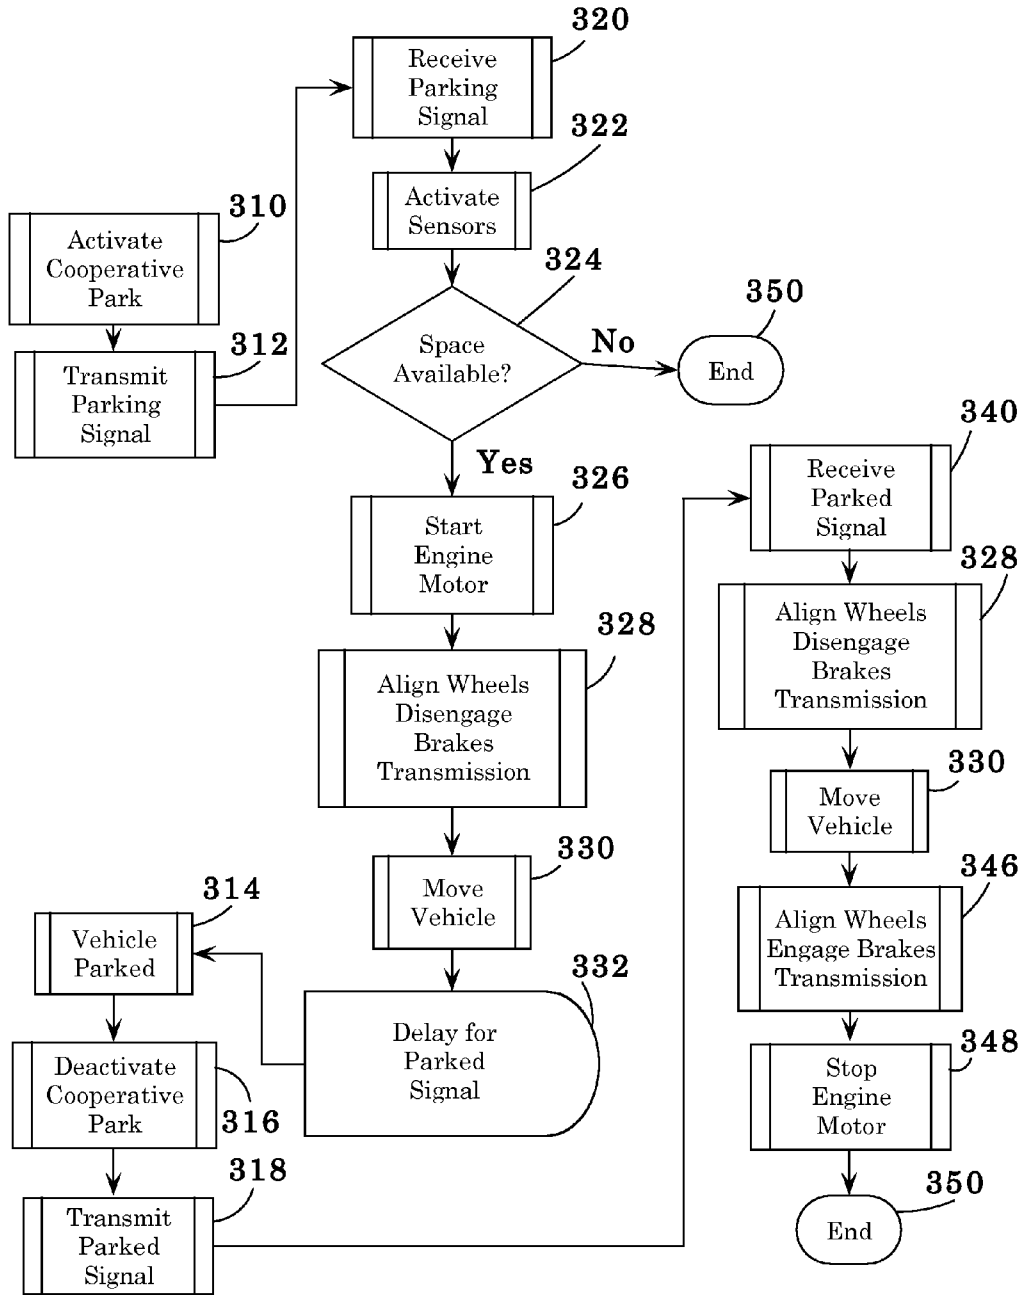 320
Receive
Parking
Signal
322
Activate
Sensors
310
Activate
Cooperative
Park
312
Transmit
Parking
Signal
324
Space
Available?
No
350
End
Yes
326
Start
Engine
Motor
328
Align Wheels
Disengage
Brakes
Transmission
330
Move
Vehicle
332
Delay for
Parked
Signal
314
Vehicle
Parked
Deactivate
Cooperative
Park
316
318
Transmit
Parked
Signal
340
Receive
Parked
Signal
328
Align Wheels
Disengage
Brakes
Transmission
330
Move
Vehicle
346
Align Wheels
Engage Brakes
Transmission
348
Stop
Engine
Motor
350
End